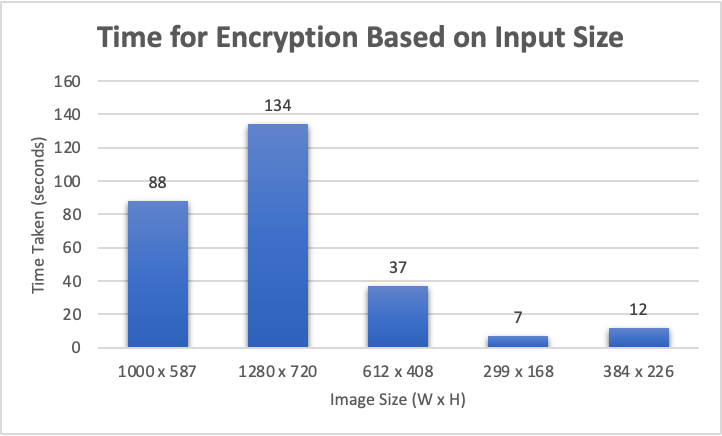 Time for Encryption Based on Input Size
Time Taken (seconds)
160
140
120
100
80
60
40
20
0
88
134
37
7
12
1000 x 587
1280 x 720
612 x 408
299 x 168
384 x 226
Image Size (W x H)